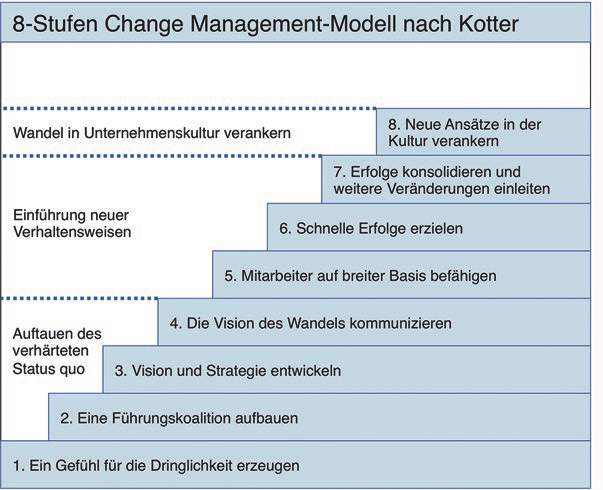 8-Stufen Change Management-Modell nach Kotter
Wandel in Unternehmenskultur verankern
8. Neue Ansätze in der
Kultur verankern
7. Erfolge konsolidieren und
weitere Veränderungen einleiten
Einführung neuer
Verhaltensweisen
6. Schnelle Erfolge erzielen
5. Mitarbeiter auf breiter Basis befähigen
4. Die Vision des Wandels kommunizieren
Auftauen des
verhärteten
Status quo
3. Vision und Strategie entwickeln
2. Eine Führungskoalition aufbauen
1. Ein Gefühl für die Dringlichkeit erzeugen